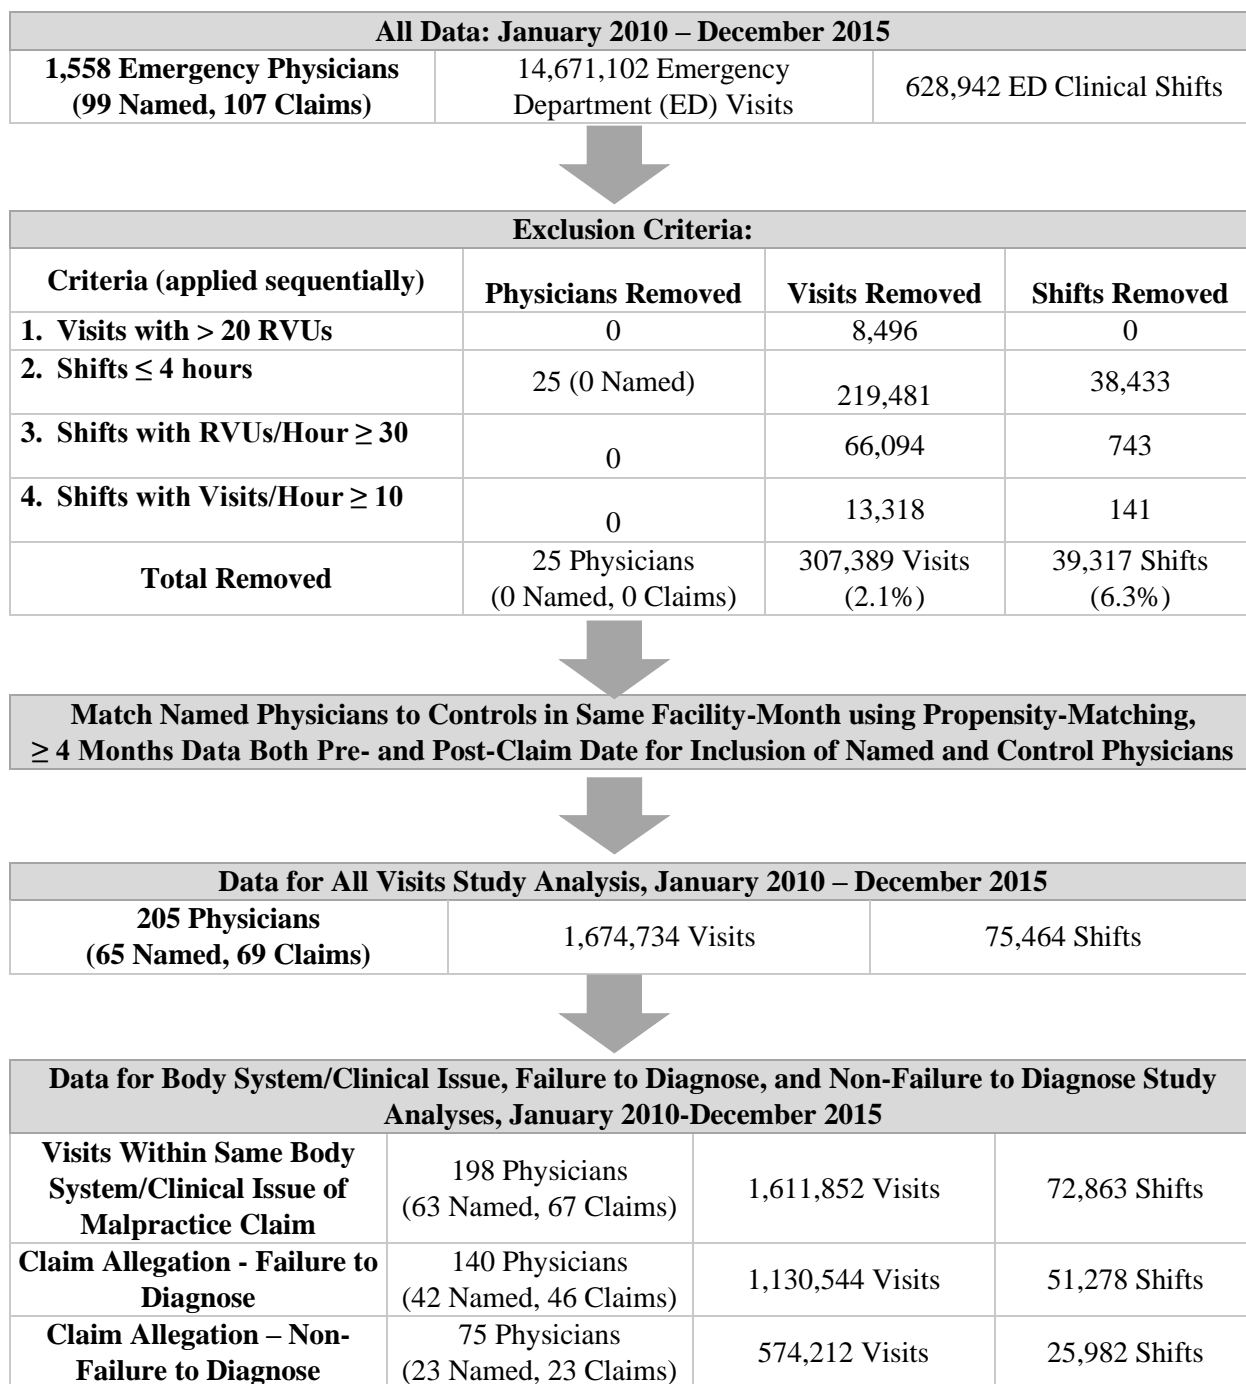 All Data: January 2010 – December 2015
1,558 Emergency Physicians
(99 Named, 107 Claims)
14,671,102 Emergency
Department (ED) Visits
628,942 ED Clinical Shifts
Exclusion Criteria:
Criteria (applied sequentially)
Physicians Removed
Visits Removed
Shifts Removed
1. Visits with > 20 RVUs
0
8,496
0
2. Shifts ≤ 4 hours
25 (0 Named)
219,481
38,433
3. Shifts with RVUs/Hour ≥ 30
0
66,094
743
4. Shifts with Visits/Hour ≥ 10
0
13,318
141
Total Removed
25 Physicians
(0 Named, 0 Claims)
307,389 Visits
(2.1%)
39,317 Shifts
(6.3%)
Match Named Physicians to Controls in Same Facility-Month using Propensity-Matching,
≥ 4 Months Data Both Pre- and Post-Claim Date for Inclusion of Named and Control Physicians
Data for All Visits Study Analysis, January 2010 – December 2015
205 Physicians
(65 Named, 69 Claims)
1,674,734 Visits
75,464 Shifts
Data for Body System/Clinical Issue, Failure to Diagnose, and Non-Failure to Diagnose Study
Analyses, January 2010-December 2015
Visits Within Same Body
System/Clinical Issue of
Malpractice Claim
198 Physicians
(63 Named, 67 Claims)
1,611,852 Visits
72,863 Shifts
Claim Allegation - Failure to
Diagnose
140 Physicians
(42 Named, 46 Claims)
1,130,544 Visits
51,278 Shifts
Claim Allegation – Non-
Failure to Diagnose
75 Physicians
(23 Named, 23 Claims)
574,212 Visits
25,982 Shifts